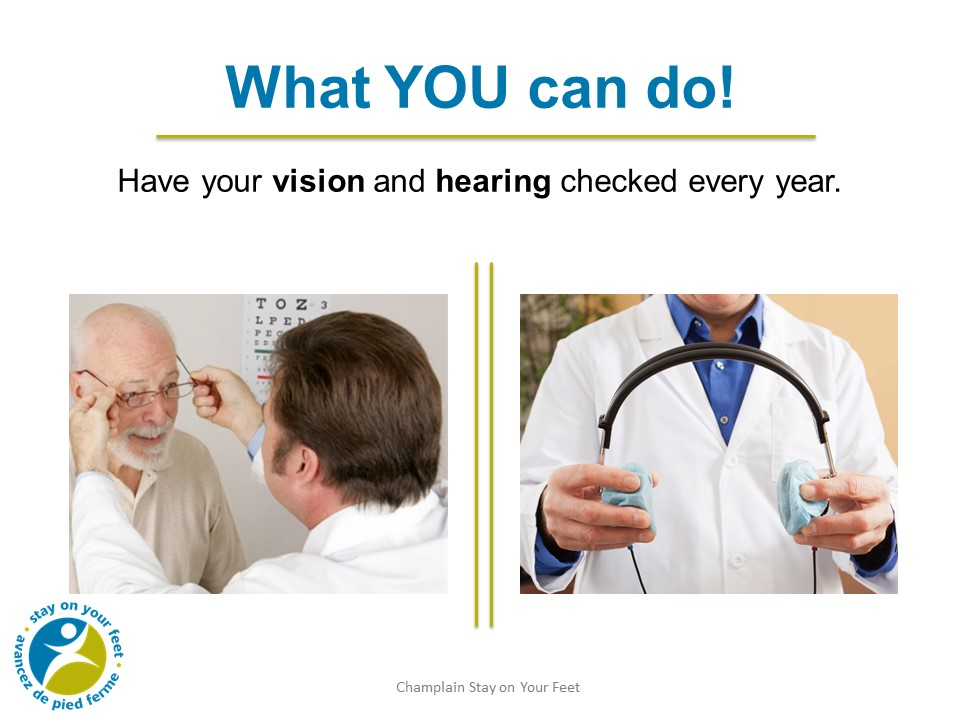 What YOU can do!
Have your vision and hearing checked every year.
T O Z 3
L P E D
stay on your feet
avancez de pied ferme
Champlain Stay on Your Feet